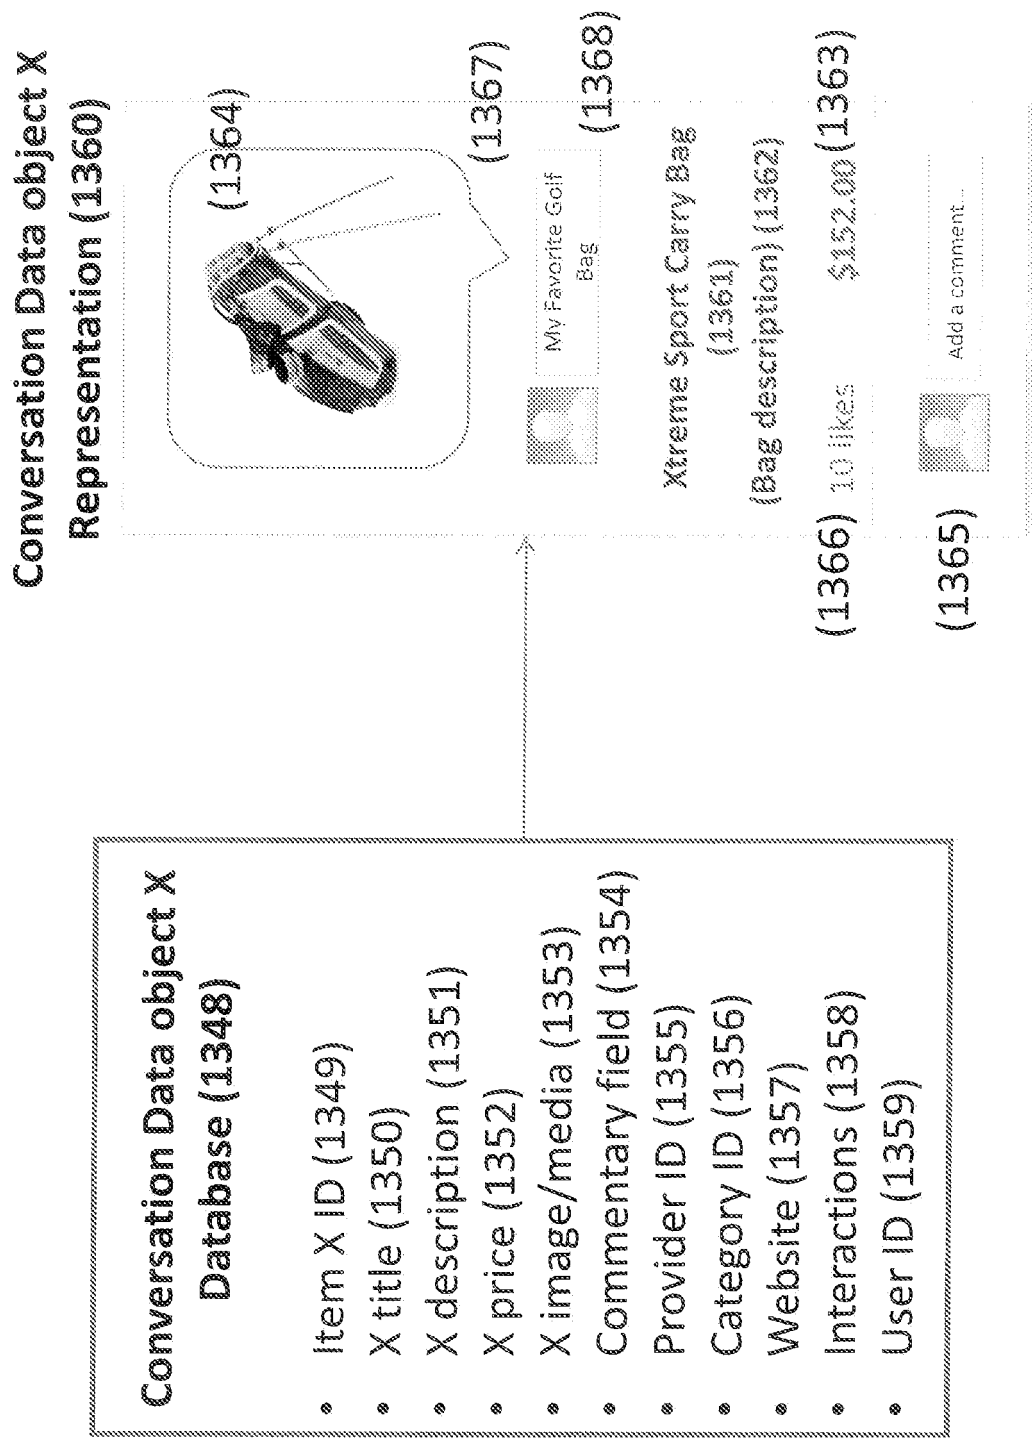 Conversation Data object X
Database (1348)
• Item X ID (1349)
• X title (1350)
• X description (1351)
• X price (1352)
• X image/media (1353)
• Commentary field (1354)
• Provider ID (1355)
• Category ID (1356)
• Website (1357)
• Interactions (1358)
• User ID (1359)
Conversation Data object X
Representation (1360)
(1364)
(1367)
My Favorite Golf
Bag
(1368)
Xtreme Sport Carry Bag
(1361)
(Bag description) (1362)
(1366) 10 likes $152.00 (1363)
(1365) Add a comment...